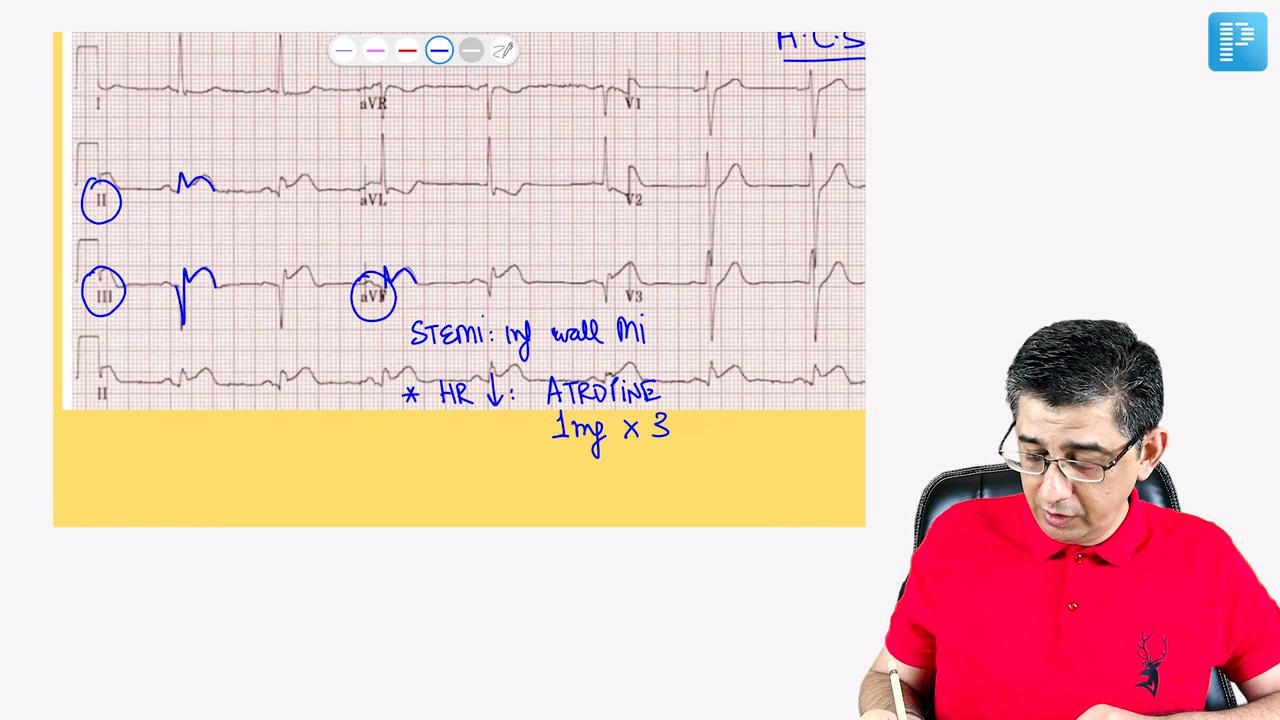 A.C.S
I aVR V1
II aVL V2
III aVF V3
STEMI: inf wall MI
II
* HR ↓: ATROPINE
1mg x 3